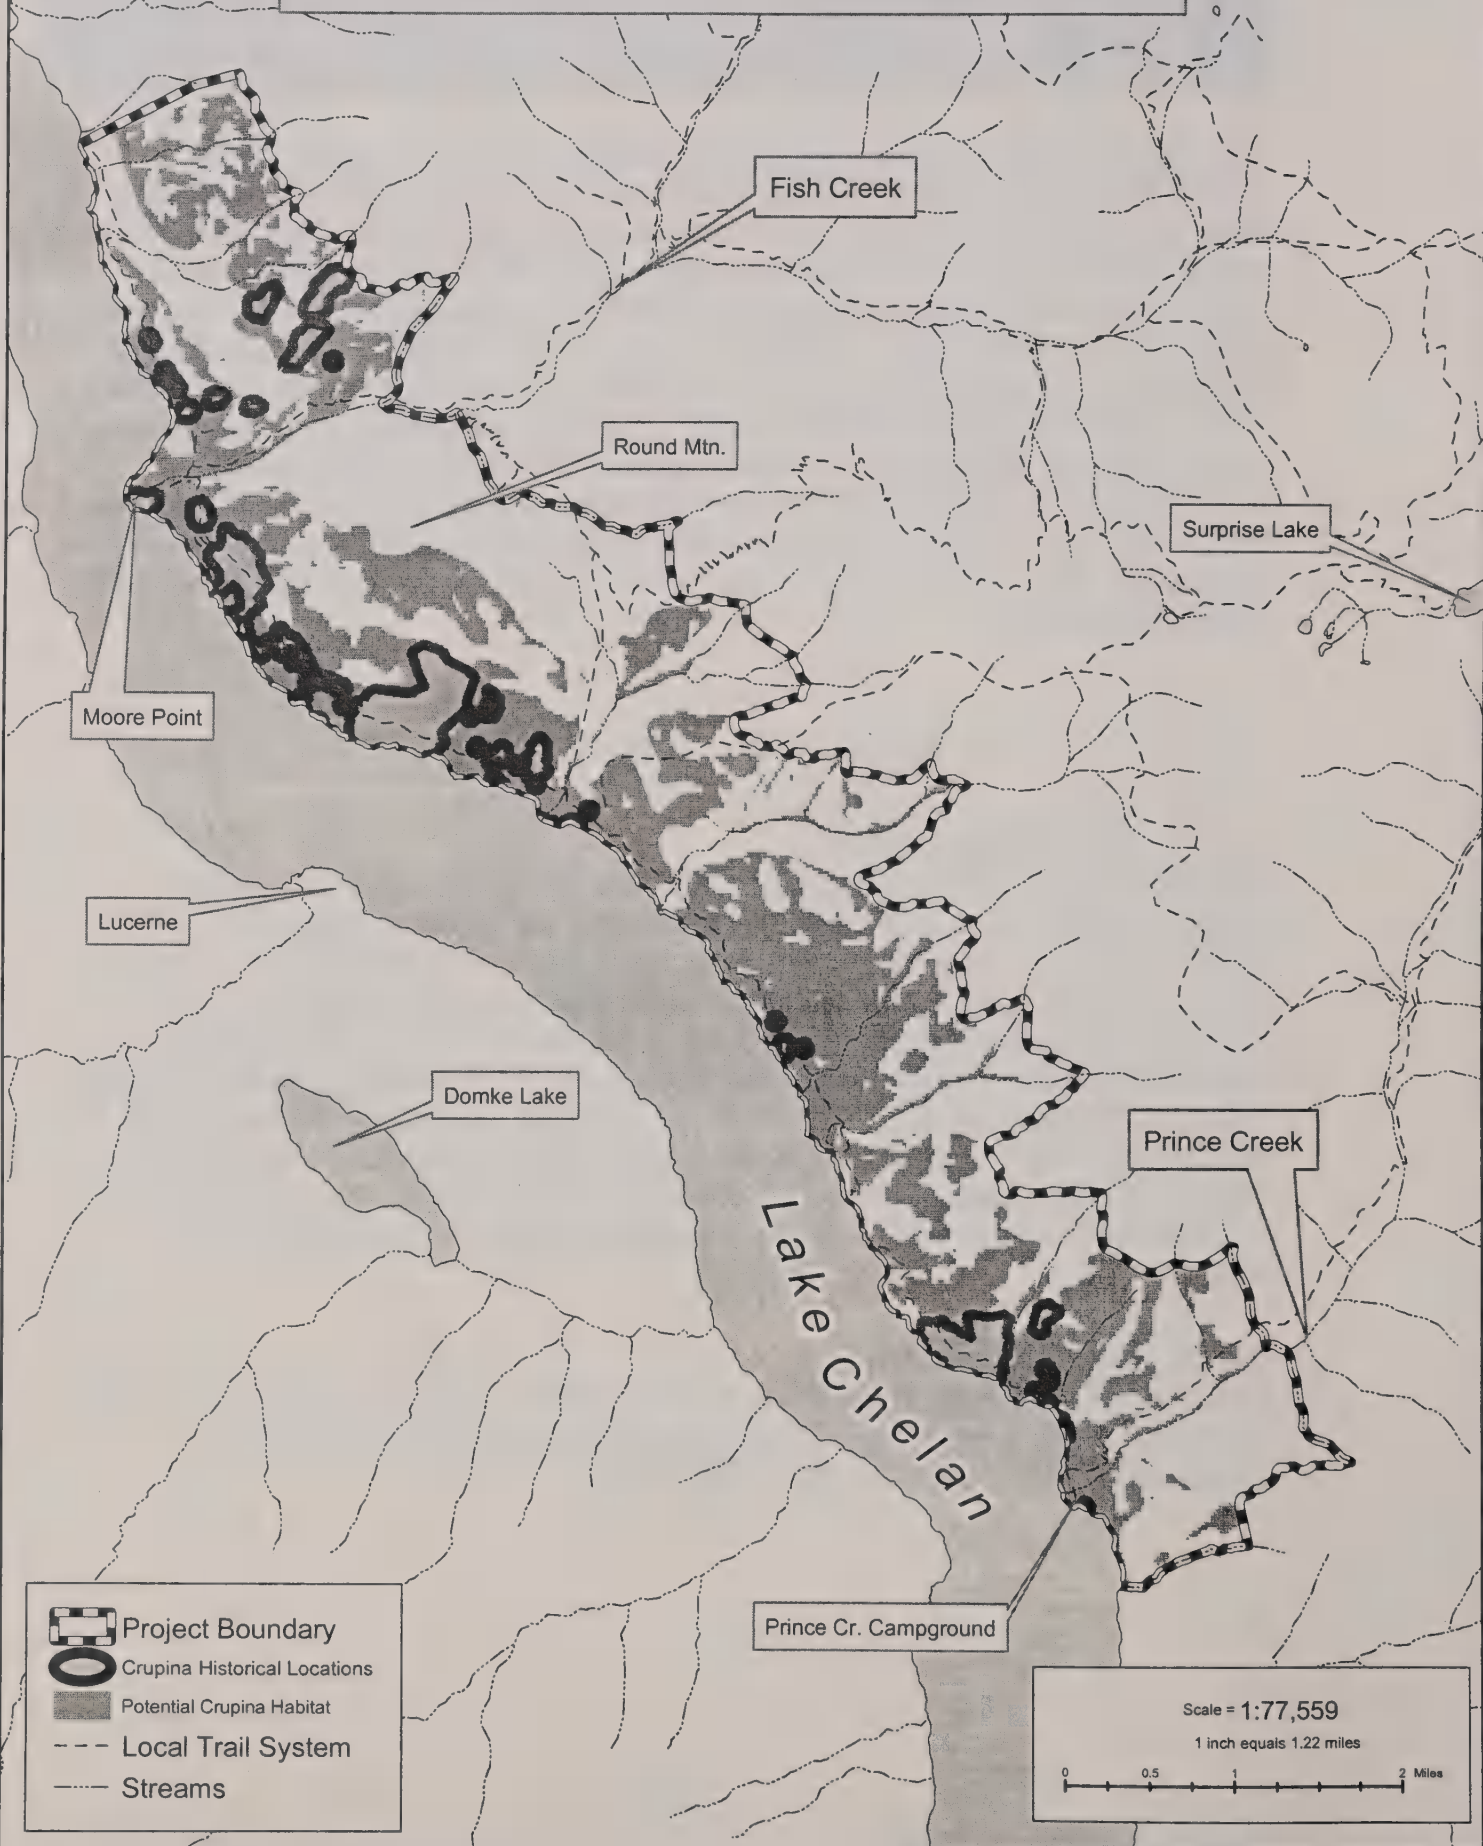 Fish Creek
Round Mtn.
Surprise Lake
Moore Point
Lucerne
Domke Lake
Prince Creek
Lake Chelan
Prince Cr. Campground
Project Boundary
Crupina Historical Locations
Potential Crupina Habitat
Local Trail System
Streams
Scale = 1:77,559
1 inch equals 1.22 miles
0 0.5 1 2 Miles